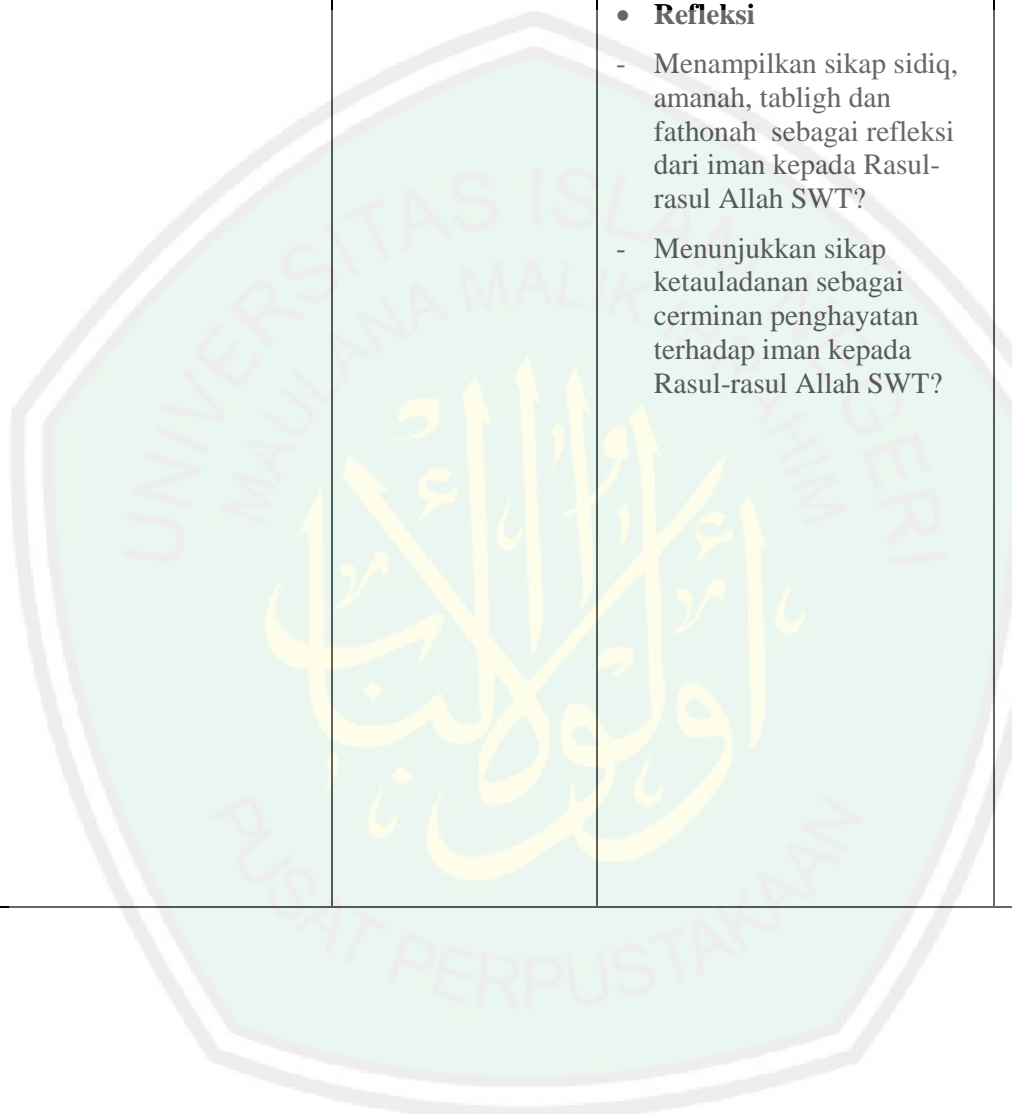 • Refleksi
- Menampilkan sikap sidiq,
amanah, tabligh dan
fathonah sebagai refleksi
dari iman kepada Rasul-
rasul Allah SWT?
- Menunjukkan sikap
ketauladanan sebagai
cerminan penghayatan
terhadap iman kepada
Rasul-rasul Allah SWT?
UNIVERSITAS ISLAM NEGERI
MAULANA MALIK IBRAHIM
أولوا الألباب
PUSAT PERPUSTAKAAN